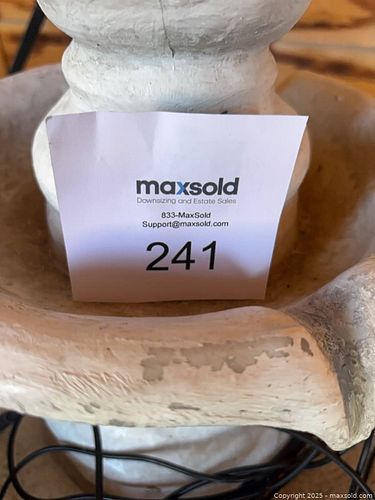 maxsold
Downsizing and Estate Sales
833-MaxSold
Support@maxsold.com
241
Copyright 2025 - maxsold.com